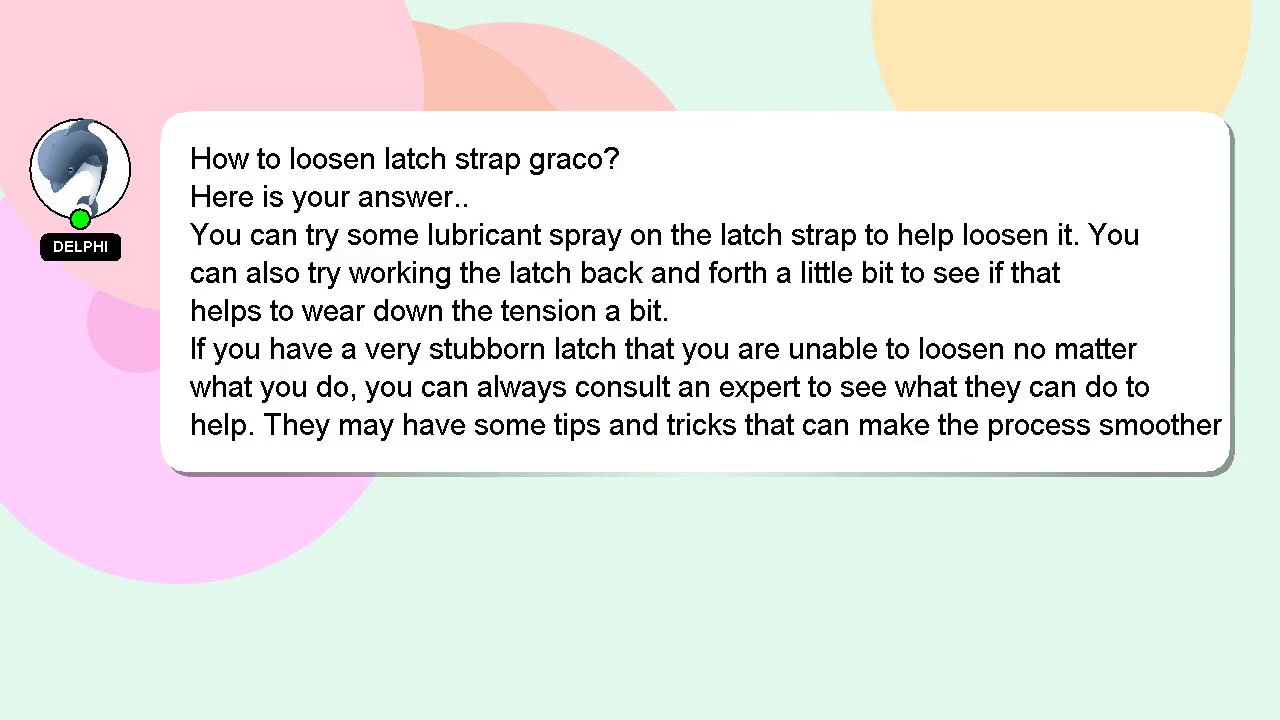 How to loosen latch strap graco?
Here is your answer..
You can try some lubricant spray on the latch strap to help loosen it. You
can also try working the latch back and forth a little bit to see if that
helps to wear down the tension a bit.
If you have a very stubborn latch that you are unable to loosen no matter
what you do, you can always consult an expert to see what they can do to
help. They may have some tips and tricks that can make the process smoother
DELPHI